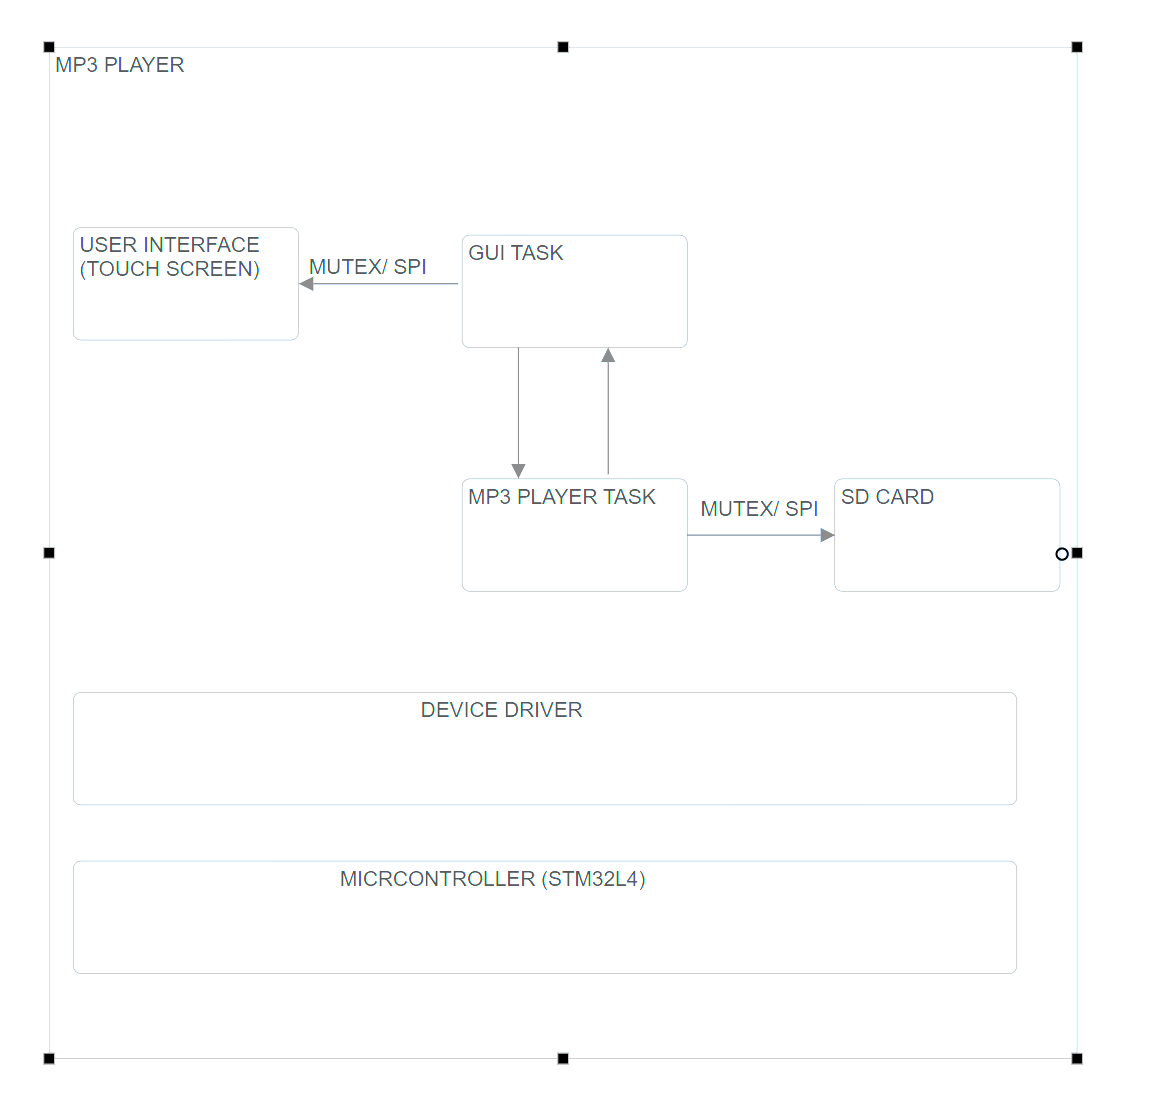 MP3 PLAYER
USER INTERFACE
(TOUCH SCREEN)
MUTEX/ SPI
GUI TASK
MP3 PLAYER TASK
MUTEX/ SPI
SD CARD
DEVICE DRIVER
MICRCONTROLLER (STM32L4)